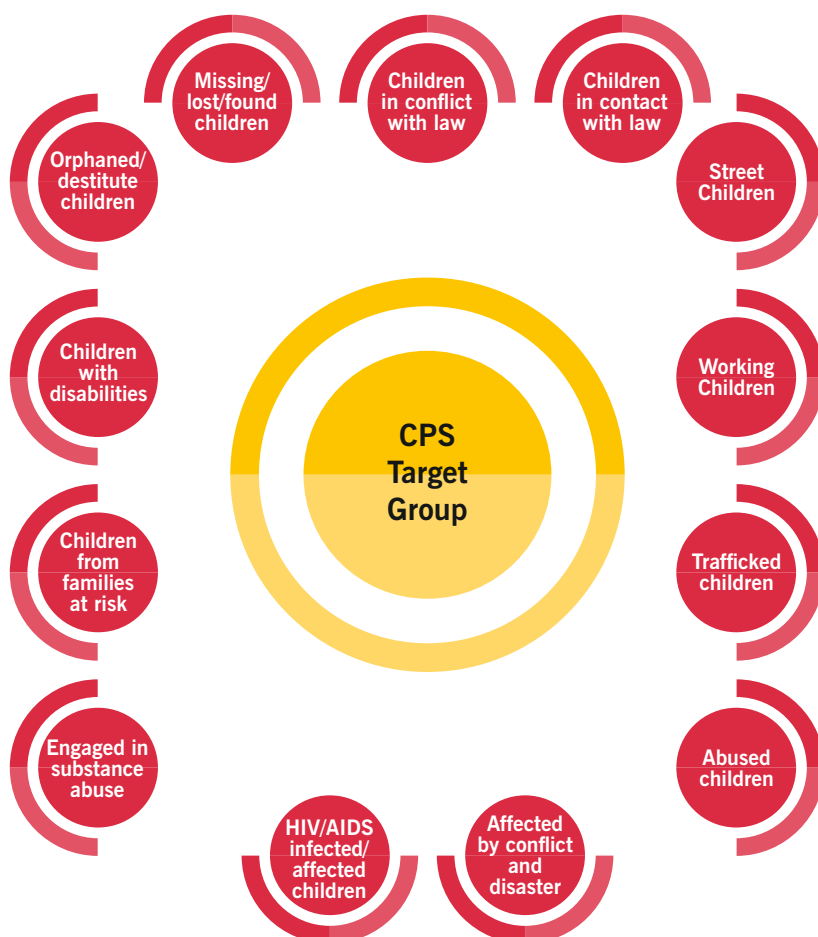 Missing/
lost/found
children
Children
in conflict
with law
Children
in contact
with law
Orphaned/
destitute
children
Street
Children
Children
with
disabilities
Working
Children
CPS
Target
Group
Children
from
families
at risk
Trafficked
children
Engaged in
substance
abuse
Abused
children
HIV/AIDS
infected/
affected
children
Affected
by conflict
and
disaster